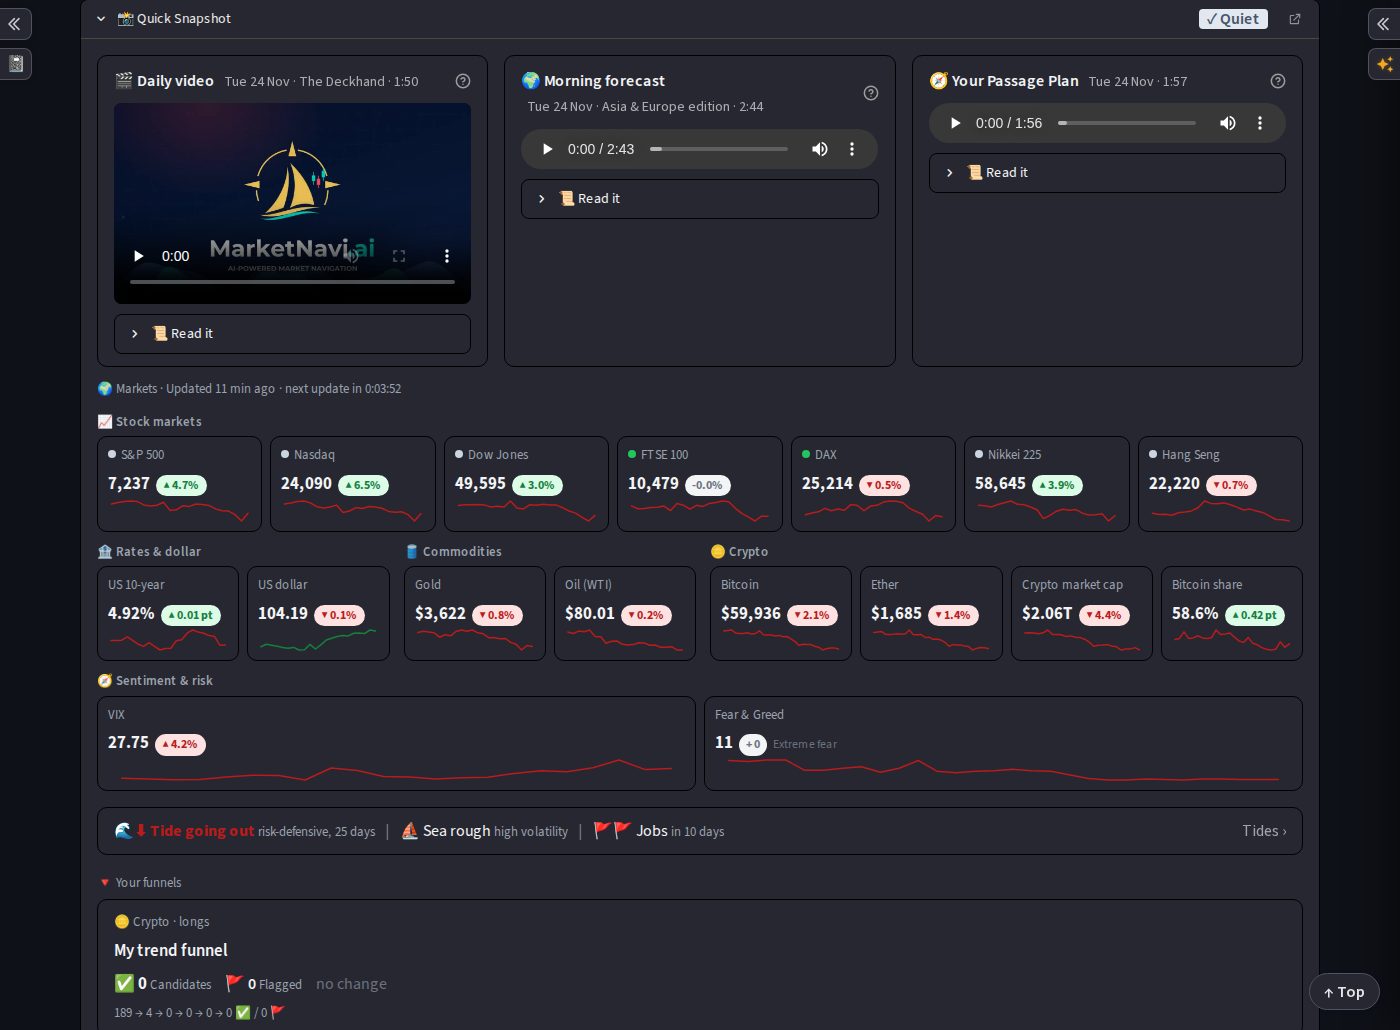 Quick Snapshot
✓ Quiet
Daily video Tue 24 Nov · The Deckhand · 1:50
MarketNavi.ai
AI-POWERED MARKET NAVIGATION
0:00
Read it
Morning forecast
Tue 24 Nov · Asia & Europe edition · 2:44
0:00 / 2:43
Read it
Your Passage Plan Tue 24 Nov · 1:57
0:00 / 1:56
Read it
Markets · Updated 11 min ago · next update in 0:03:52
Stock markets
S&P 500
7,237 ▲ 4.7%
Nasdaq
24,090 ▲ 6.5%
Dow Jones
49,595 ▲ 3.0%
FTSE 100
10,479 -0.0%
DAX
25,214 ▼ 0.5%
Nikkei 225
58,645 ▲ 3.9%
Hang Seng
22,220 ▼ 0.7%
Rates & dollar
US 10-year
4.92% ▲ 0.01 pt
US dollar
104.19 ▼ 0.1%
Commodities
Gold
$3,622 ▼ 0.8%
Oil (WTI)
$80.01 ▼ 0.2%
Crypto
Bitcoin
$59,936 ▼ 2.1%
Ether
$1,685 ▼ 1.4%
Crypto market cap
$2.06T ▼ 4.4%
Bitcoin share
58.6% ▲ 0.42 pt
Sentiment & risk
VIX
27.75 ▲ 4.2%
Fear & Greed
11 +0 Extreme fear
⬇ Tide going out risk-defensive, 25 days | Sea rough high volatility | Jobs in 10 days Tides ›
Your funnels
Crypto · longs
My trend funnel
✅ 0 Candidates 🚩 0 Flagged no change
189 → 4 → 0 → 0 → 0 → 0 ✅ / 0 🚩
↑ Top